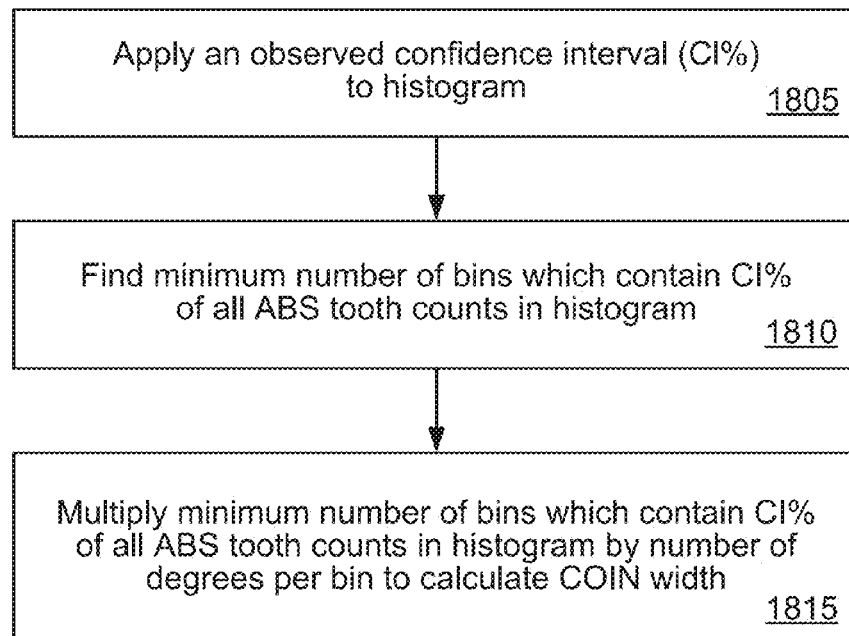 Apply an observed confidence interval (CI%)
to histogram
1805
Find minimum number of bins which contain CI%
of all ABS tooth counts in histogram
1810
Multiply minimum number of bins which contain CI%
of all ABS tooth counts in histogram by number of
degrees per bin to calculate COIN width
1815